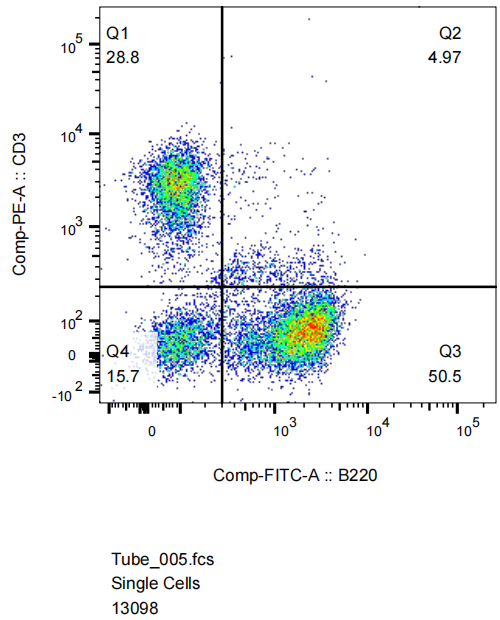 Q1
28.8
Q2
4.97
Q4
15.7
Q3
50.5
10^5
10^4
10^3
10^2
0
-10^2
0
10^3
10^4
10^5
Comp-PE-A :: CD3
Comp-FITC-A :: B220
Tube_005.fcs
Single Cells
13098